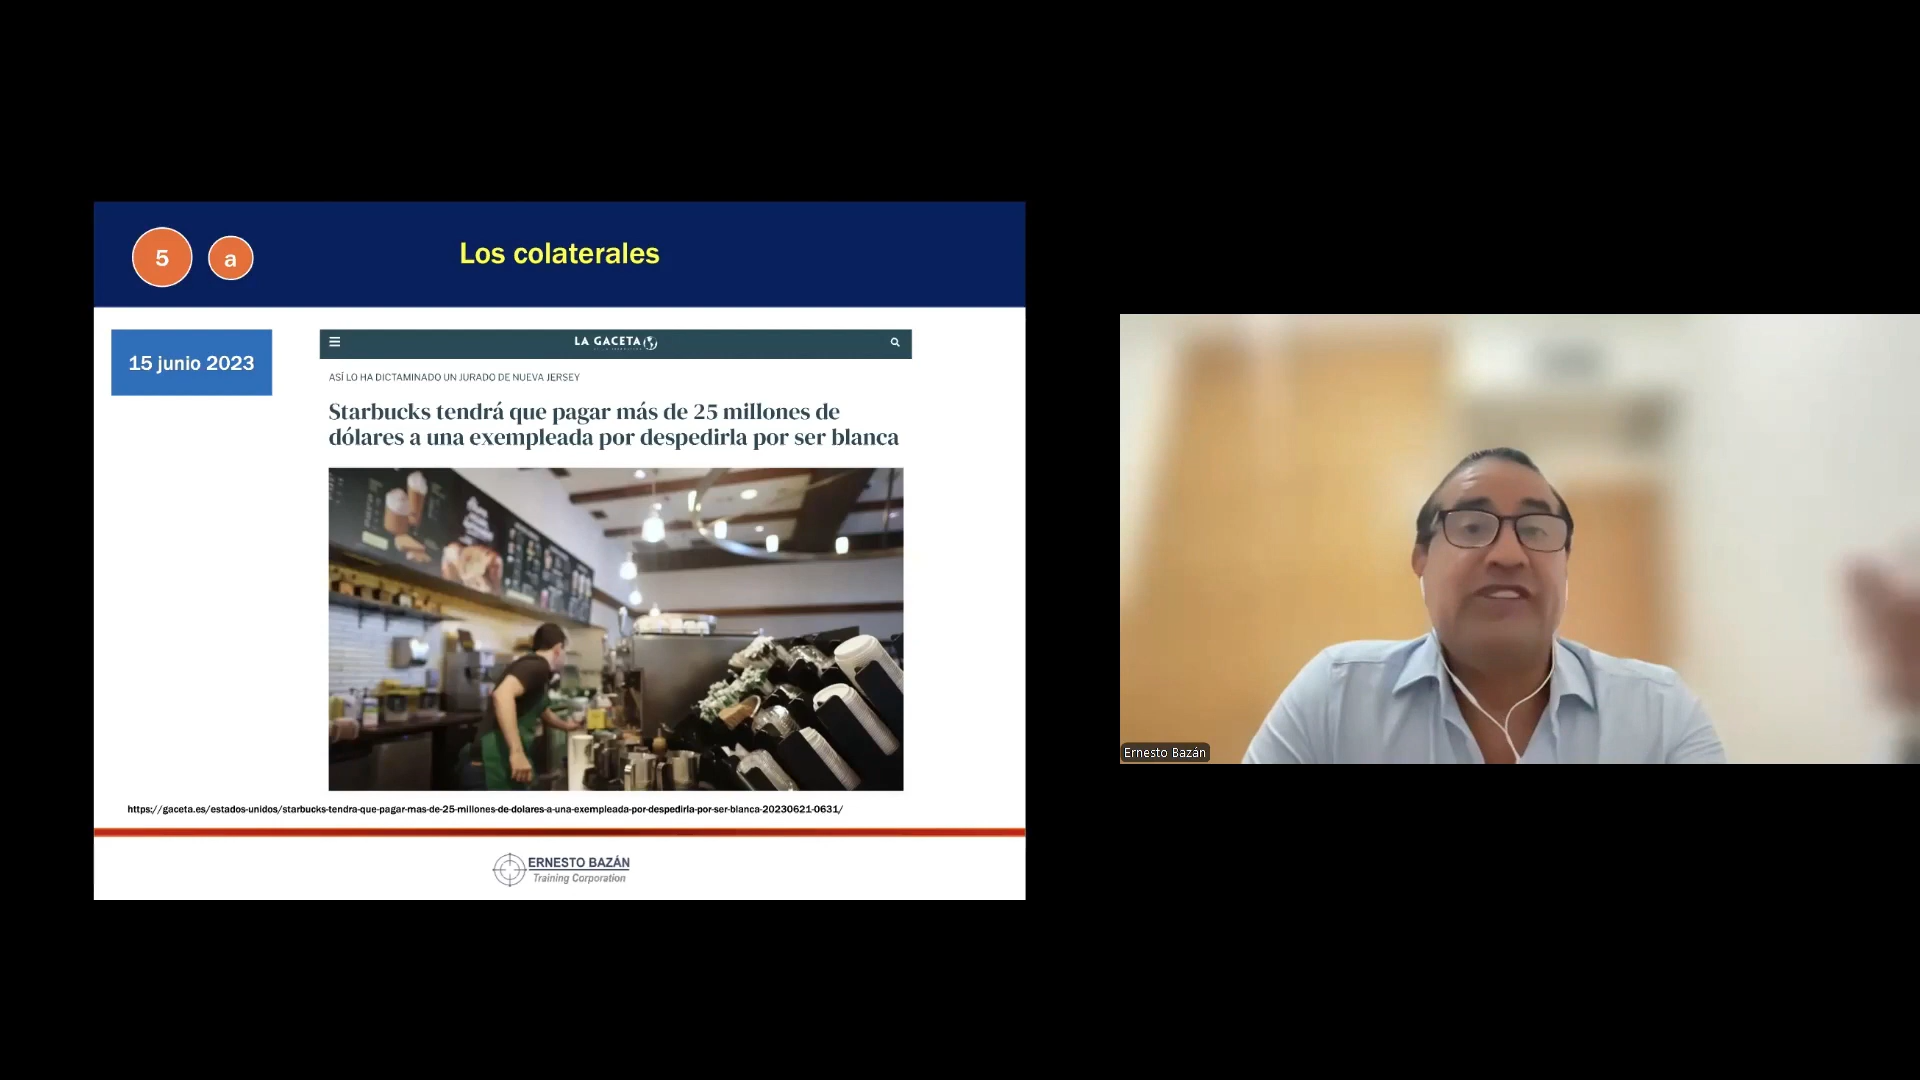 5
a
Los colaterales
15 junio 2023
LA GACETA
ASÍ LO HA DICTAMINADO UN JURADO DE NUEVA JERSEY
Starbucks tendrá que pagar más de 25 millones de
dólares a una exempleada por despedirla por ser blanca
https://gaceta.es/estados-unidos/starbucks-tendra-que-pagar-mas-de-25-millones-de-dolares-a-una-exempleada-por-despedirla-por-ser-blanca-20230621-0631/
ERNESTO BAZÁN
Training Corporation
Ernesto Bazán